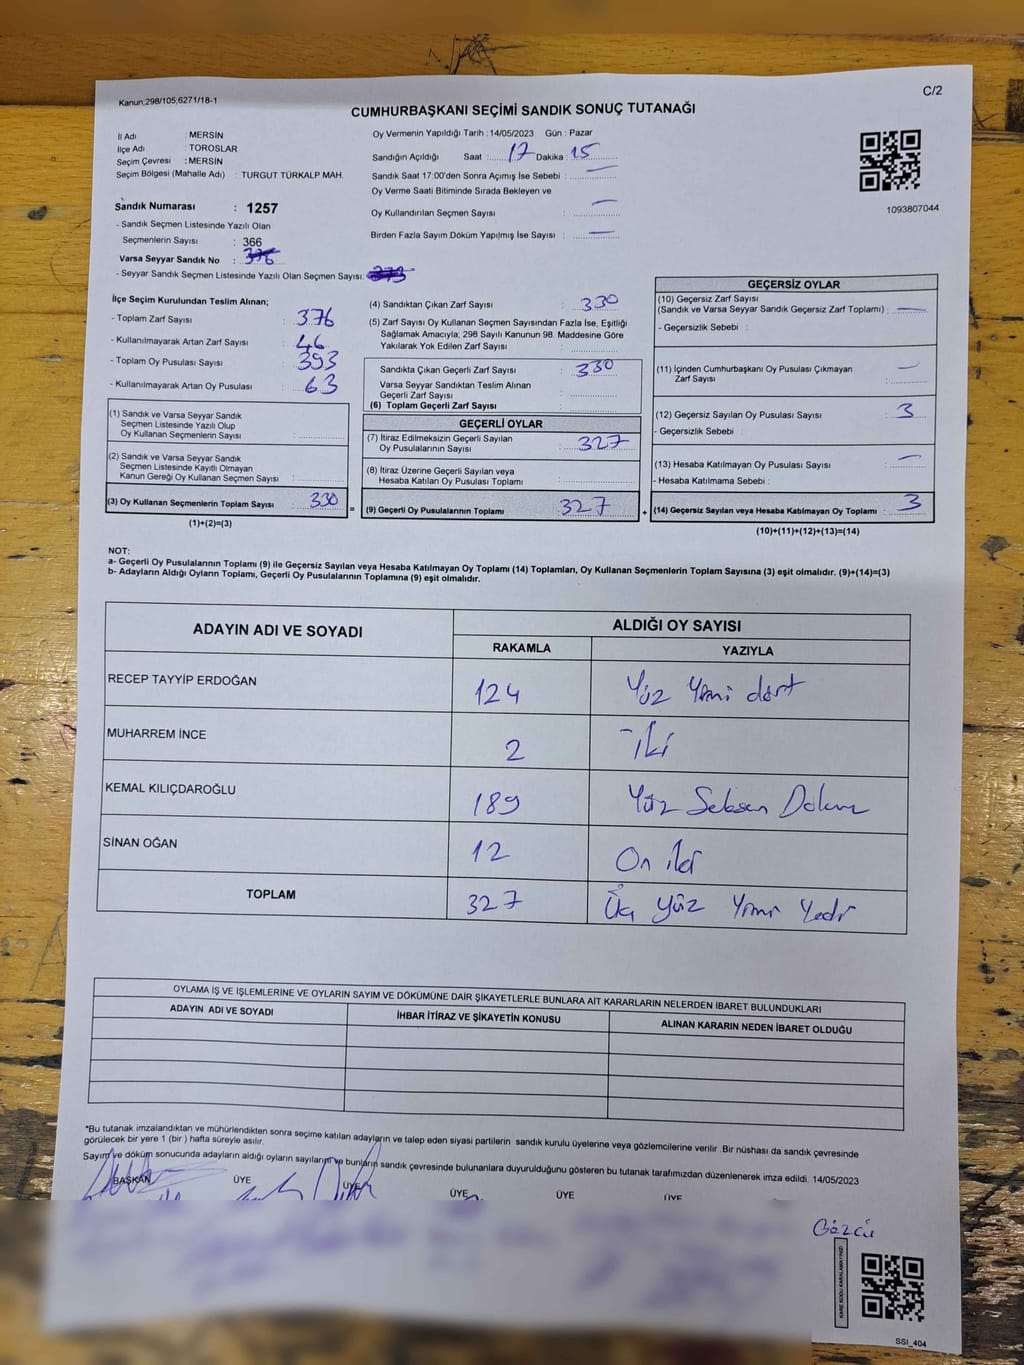 Kanun:298/105;6271/18-1
C/2
CUMHURBAŞKANI SEÇİMİ SANDIK SONUÇ TUTANAĞI
İl Adı : MERSİN
İlçe Adı : TOROSLAR
Seçim Çevresi : MERSİN
Seçim Bölgesi (Mahalle Adı) : TURGUT TÜRKALP MAH.
Sandık Numarası : 1257
- Sandık Seçmen Listesinde Yazılı Olan
Seçmenlerin Sayısı : 366
Varsa Seyyar Sandık No :
- Seyyar Sandık Seçmen Listesinde Yazılı Olan Seçmen Sayısı:
Oy Vermenin Yapıldığı Tarih : 14/05/2023 Gün : Pazar
Sandığın Açıldığı Saat : 17 Dakika : 15
Sandık Saat 17:00'den Sonra Açımış İse Sebebi : —
Oy Verme Saati Bitiminde Sırada Bekleyen ve
Oy Kullandırılan Seçmen Sayısı : —
Birden Fazla Sayım Döküm Yapılmış İse Sayısı : —
1093807044
İlçe Seçim Kurulundan Teslim Alınan;
- Toplam Zarf Sayısı : 376
- Kullanılmayarak Artan Zarf Sayısı : 46
- Toplam Oy Pusulası Sayısı : 393
- Kullanılmayarak Artan Oy Pusulası : 63
(1) Sandık ve Varsa Seyyar Sandık
Seçmen Listesinde Yazılı Olup
Oy Kullanan Seçmenlerin Sayısı :
(2) Sandık ve Varsa Seyyar Sandık
Seçmen Listesinde Kayıtlı Olmayan
Kanun Gereği Oy Kullanan Seçmen Sayısı :
(3) Oy Kullanan Seçmenlerin Toplam Sayısı : 330
(1)+(2)=(3)
=
(4) Sandıktan Çıkan Zarf Sayısı : 330
(5) Zarf Sayısı Oy Kullanan Seçmen Sayısından Fazla İse, Eşitliği
Sağlamak Amacıyla; 298 Sayılı Kanunun 98. Maddesine Göre
Yakılarak Yok Edilen Zarf Sayısı :
Sandıkta Çıkan Geçerli Zarf Sayısı : 330
Varsa Seyyar Sandıktan Teslim Alınan
Geçerli Zarf Sayısı :
(6) Toplam Geçerli Zarf Sayısı :
GEÇERLİ OYLAR
(7) İtiraz Edilmeksizin Geçerli Sayılan
Oy Pusulalarının Sayısı : 327
(8) İtiraz Üzerine Geçerli Sayılan veya
Hesaba Katılan Oy Pusulası Toplamı :
(9) Geçerli Oy Pusulalarının Toplamı : 327
+
GEÇERSİZ OYLAR
(10) Geçersiz Zarf Sayısı
(Sandık ve Varsa Seyyar Sandık Geçersiz Zarf Toplamı) : —
- Geçersizlik Sebebi :
(11) İçinden Cumhurbaşkanı Oy Pusulası Çıkmayan
Zarf Sayısı : —
(12) Geçersiz Sayılan Oy Pusulası Sayısı : 3
- Geçersizlik Sebebi :
(13) Hesaba Katılmayan Oy Pusulası Sayısı : —
- Hesaba Katılmama Sebebi :
(14) Geçersiz Sayılan veya Hesaba Katılmayan Oy Toplamı : 3
(10)+(11)+(12)+(13)=(14)
NOT:
a- Geçerli Oy Pusulalarının Toplamı (9) ile Geçersiz Sayılan veya Hesaba Katılmayan Oy Toplamı (14) Toplamları, Oy Kullanan Seçmenlerin Toplam Sayısına (3) eşit olmalıdır. (9)+(14)=(3)
b- Adayların Aldığı Oyların Toplamı, Geçerli Oy Pusulalarının Toplamına (9) eşit olmalıdır.
ADAYIN ADI VE SOYADI
ALDIĞI OY SAYISI
RAKAMLA YAZIYLA
RECEP TAYYİP ERDOĞAN 124 Yüz Yirmi dört
MUHARREM İNCE 2 -iki
KEMAL KILIÇDAROĞLU 189 Yüz Seksen Dokuz
SİNAN OĞAN 12 On iki
TOPLAM 327 Üç Yüz Yirmi Yedi
OYLAMA İŞ VE İŞLEMLERİNE VE OYLARIN SAYIM VE DÖKÜMÜNE DAİR ŞİKAYETLERLE BUNLARA AİT KARARLARIN NELERDEN İBARET BULUNDUKLARI
ADAYIN ADI VE SOYADI İHBAR İTİRAZ VE ŞİKAYETİN KONUSU ALINAN KARARIN NEDEN İBARET OLDUĞU
*Bu tutanak imzalandıktan ve mühürlendikten sonra seçime katılan adayların ve talep eden siyasi partilerin sandık kurulu üyelerine veya gözlemcilerine verilir .Bir nüshası da sandık çevresinde
görülecek bir yere 1 (bir ) hafta süreyle asılır.
Sayım ve döküm sonucunda adayların aldığı oyların sayılarını ve bunların sandık çevresinde bulunanlara duyurulduğunu gösteren bu tutanak tarafımızdan düzenlenerek imza edildi. 14/05/2023
BAŞKAN ÜYE ÜYE ÜYE ÜYE ÜYE
Gözcü
KARE KODU KARALAMAYINIZ!
SSI_404